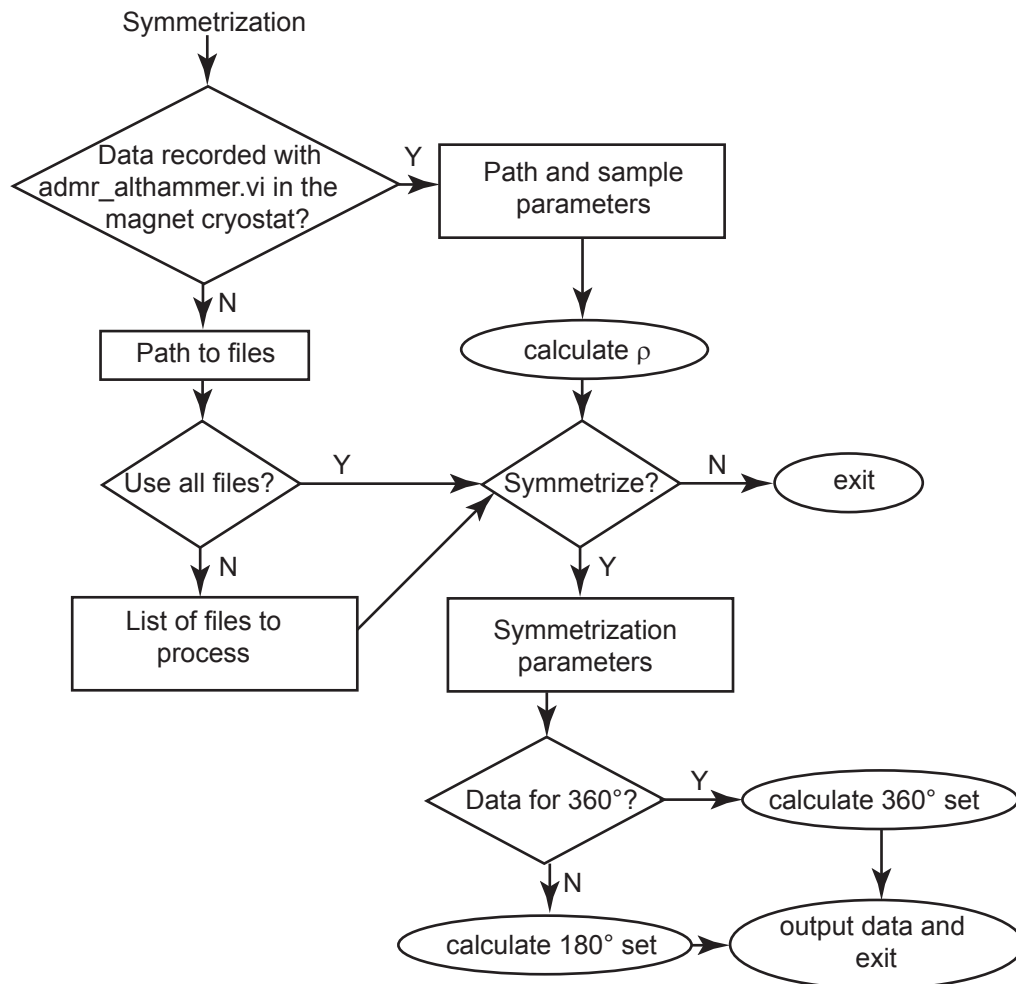 Symmetrization
Data recorded with
admr_althammer.vi in the
magnet cryostat?
Y
Path and sample
parameters
N
Path to files
calculate ρ
Use all files?
Y
Symmetrize?
N
exit
N
Y
List of files to
process
Symmetrization
parameters
Data for 360°?
Y
calculate 360° set
N
calculate 180° set
output data and
exit